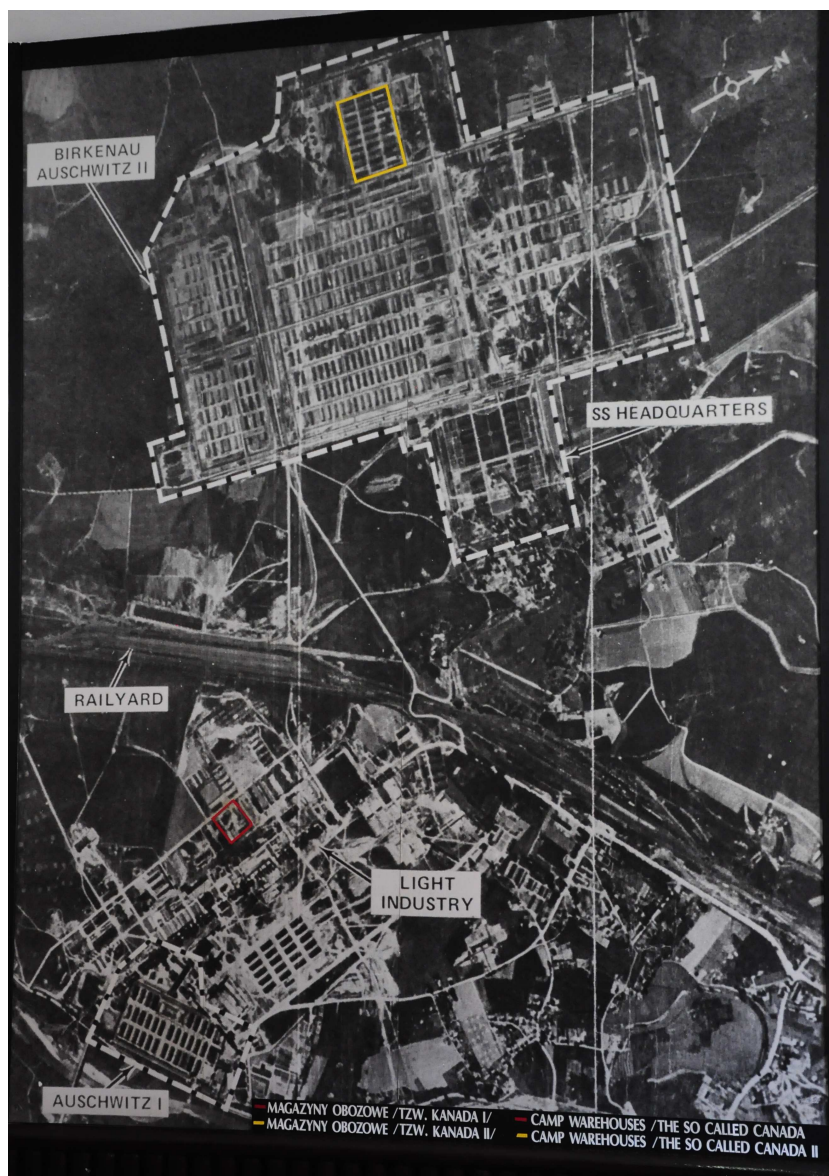 N
BIRKENAU
AUSCHWITZ II
SS HEADQUARTERS
RAILYARD
LIGHT
INDUSTRY
AUSCHWITZ I
MAGAZYNY OBOZOWE /TZW. KANADA I/
MAGAZYNY OBOZOWE /TZW. KANADA II/
CAMP WAREHOUSES /THE SO CALLED CANADA
CAMP WAREHOUSES /THE SO CALLED CANADA II